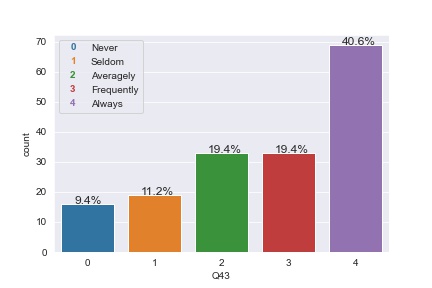 70
60
50
40
30
20
10
0
count
0 Never
1 Seldom
2 Averagely
3 Frequently
4 Always
9.4%
11.2%
19.4%
19.4%
40.6%
0 1 2 3 4
Q43